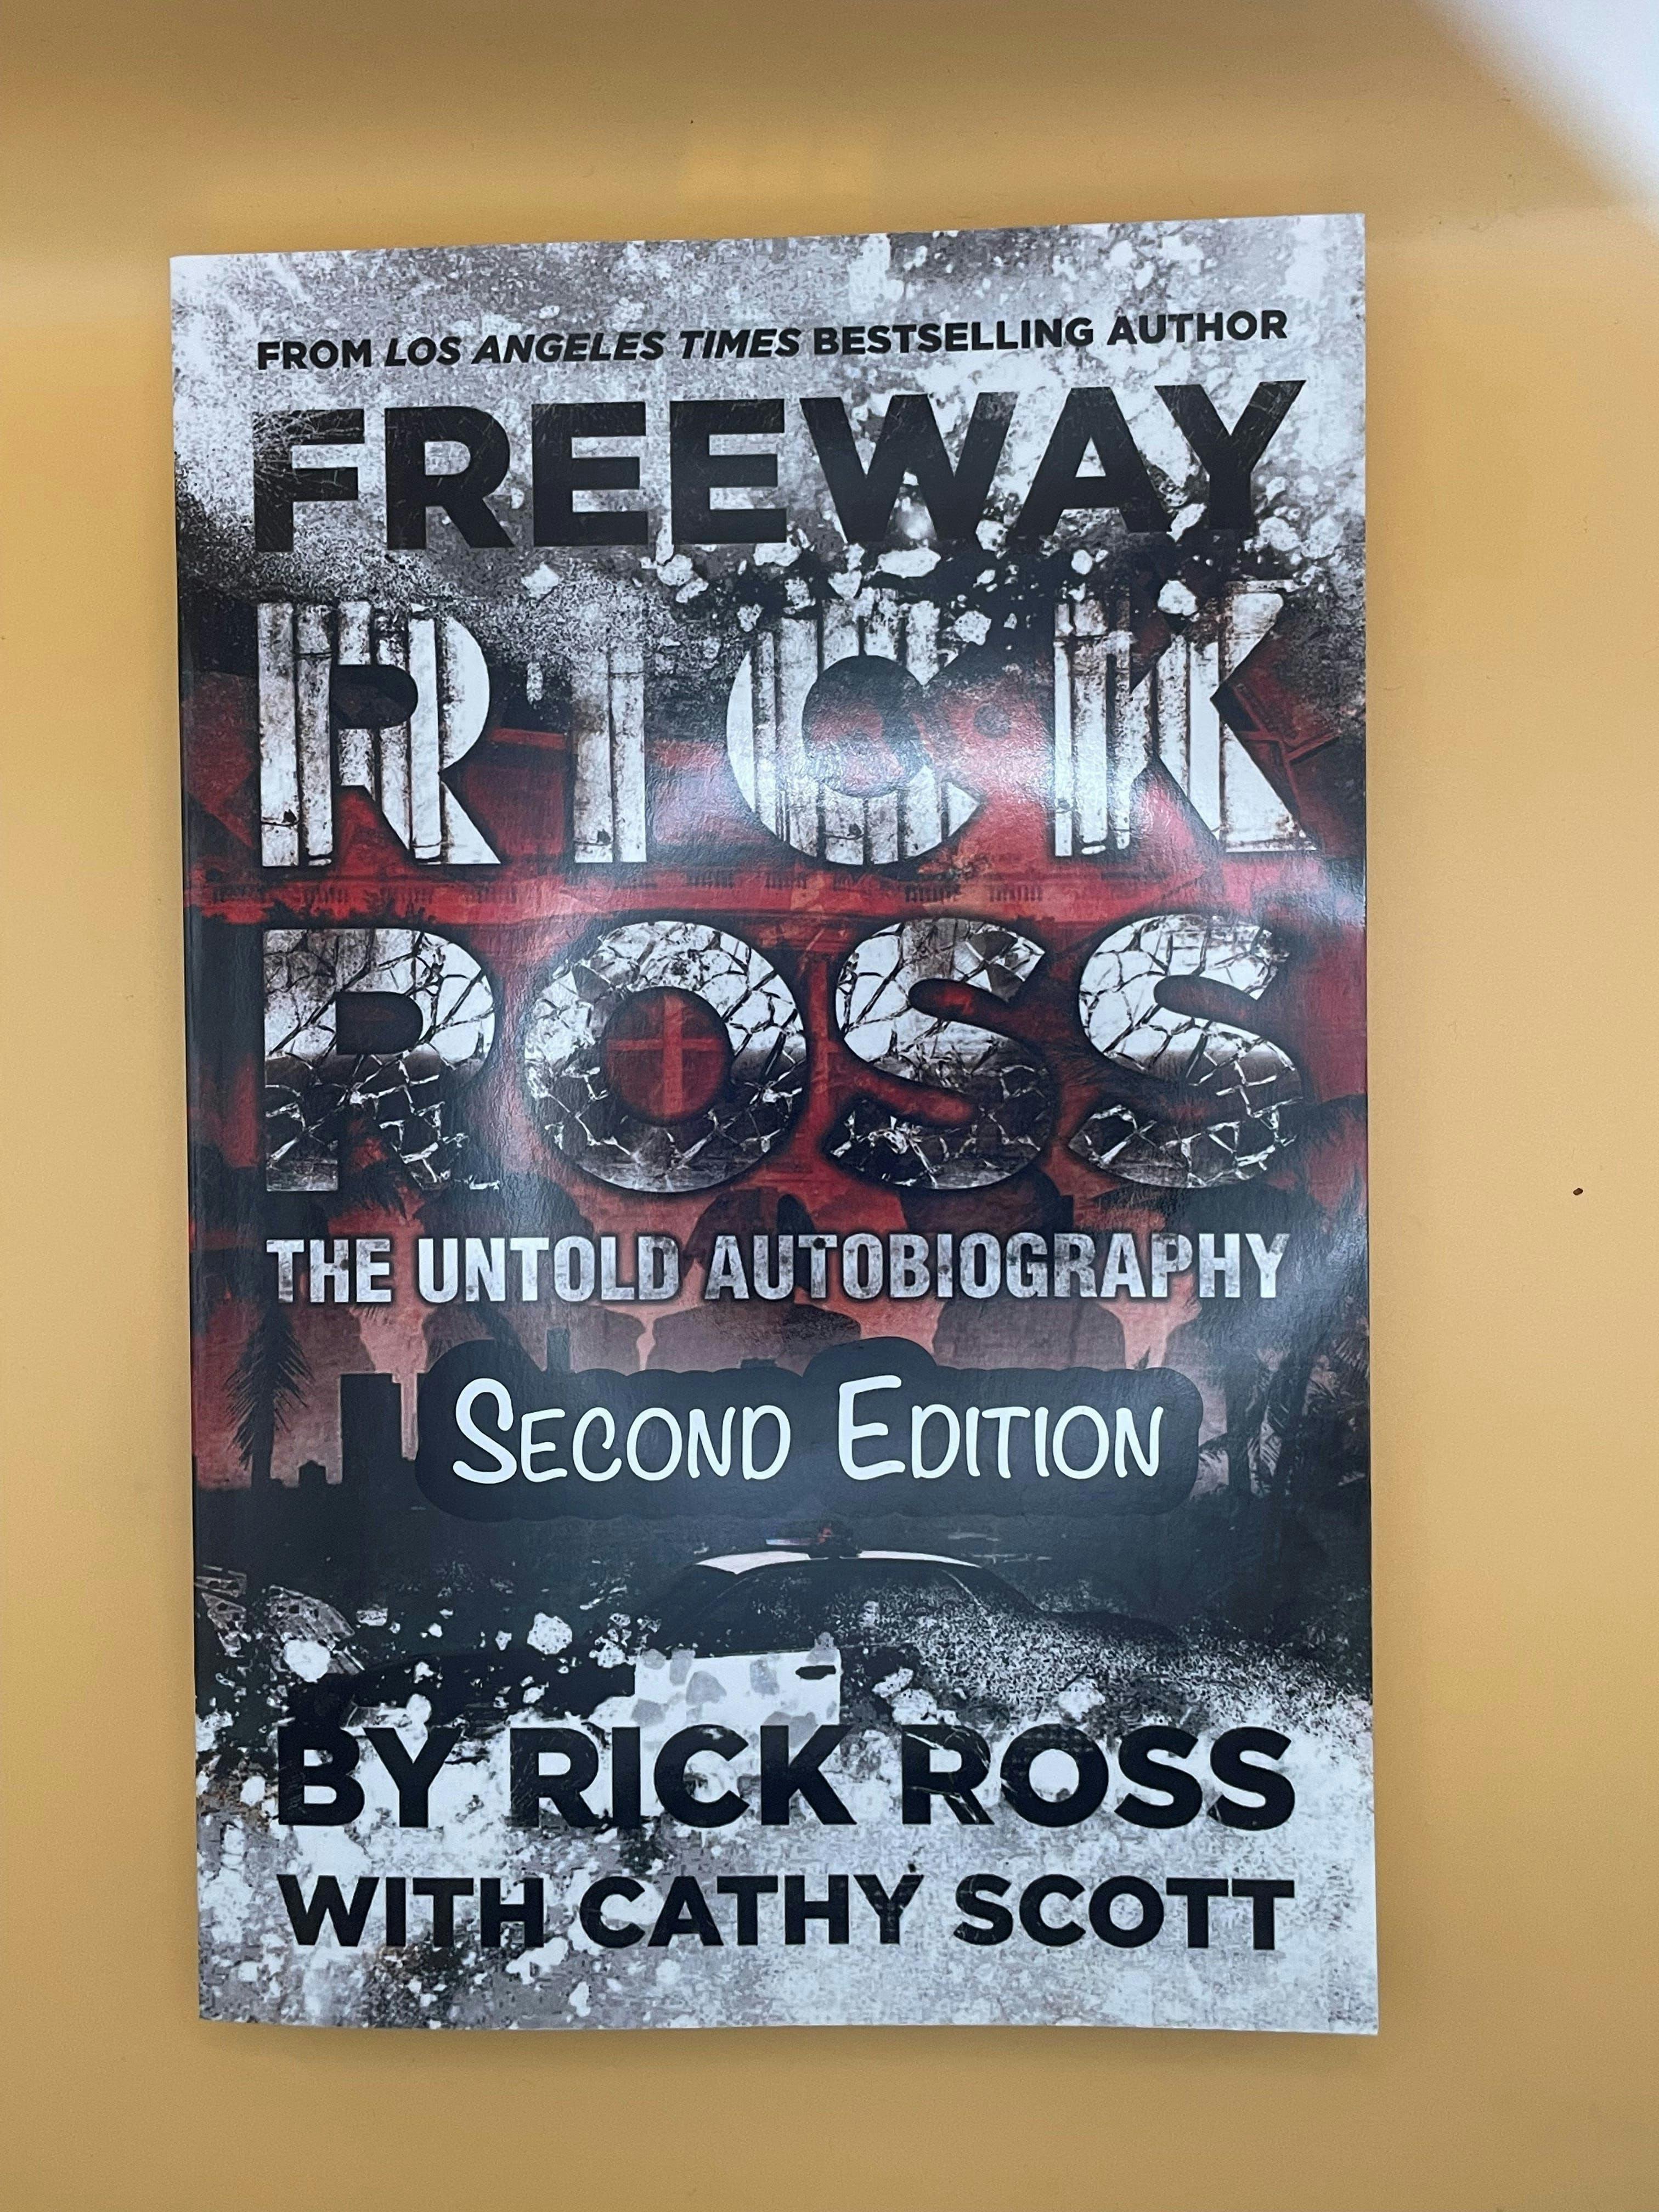 FROM LOS ANGELES TIMES BESTSELLING AUTHOR
FREEWAY
RICK
ROSS
THE UNTOLD AUTOBIOGRAPHY
SECOND EDITION
BY RICK ROSS
WITH CATHY SCOTT